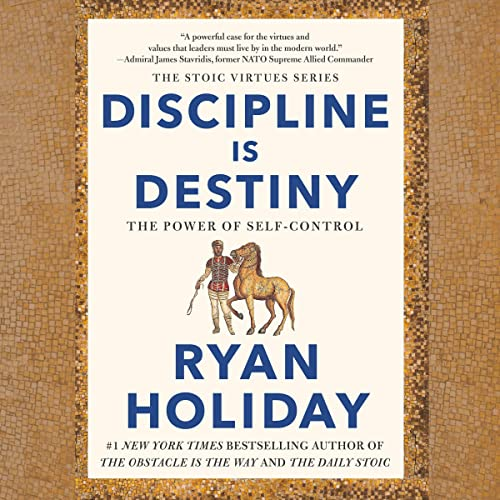 "A powerful case for the virtues and
values that leaders must live by in the modern world."
—Admiral James Stavridis, former NATO Supreme Allied Commander
THE STOIC VIRTUES SERIES
DISCIPLINE
IS
DESTINY
THE POWER OF SELF-CONTROL
RYAN
HOLIDAY
#1 NEW YORK TIMES BESTSELLING AUTHOR OF
THE OBSTACLE IS THE WAY AND THE DAILY STOIC